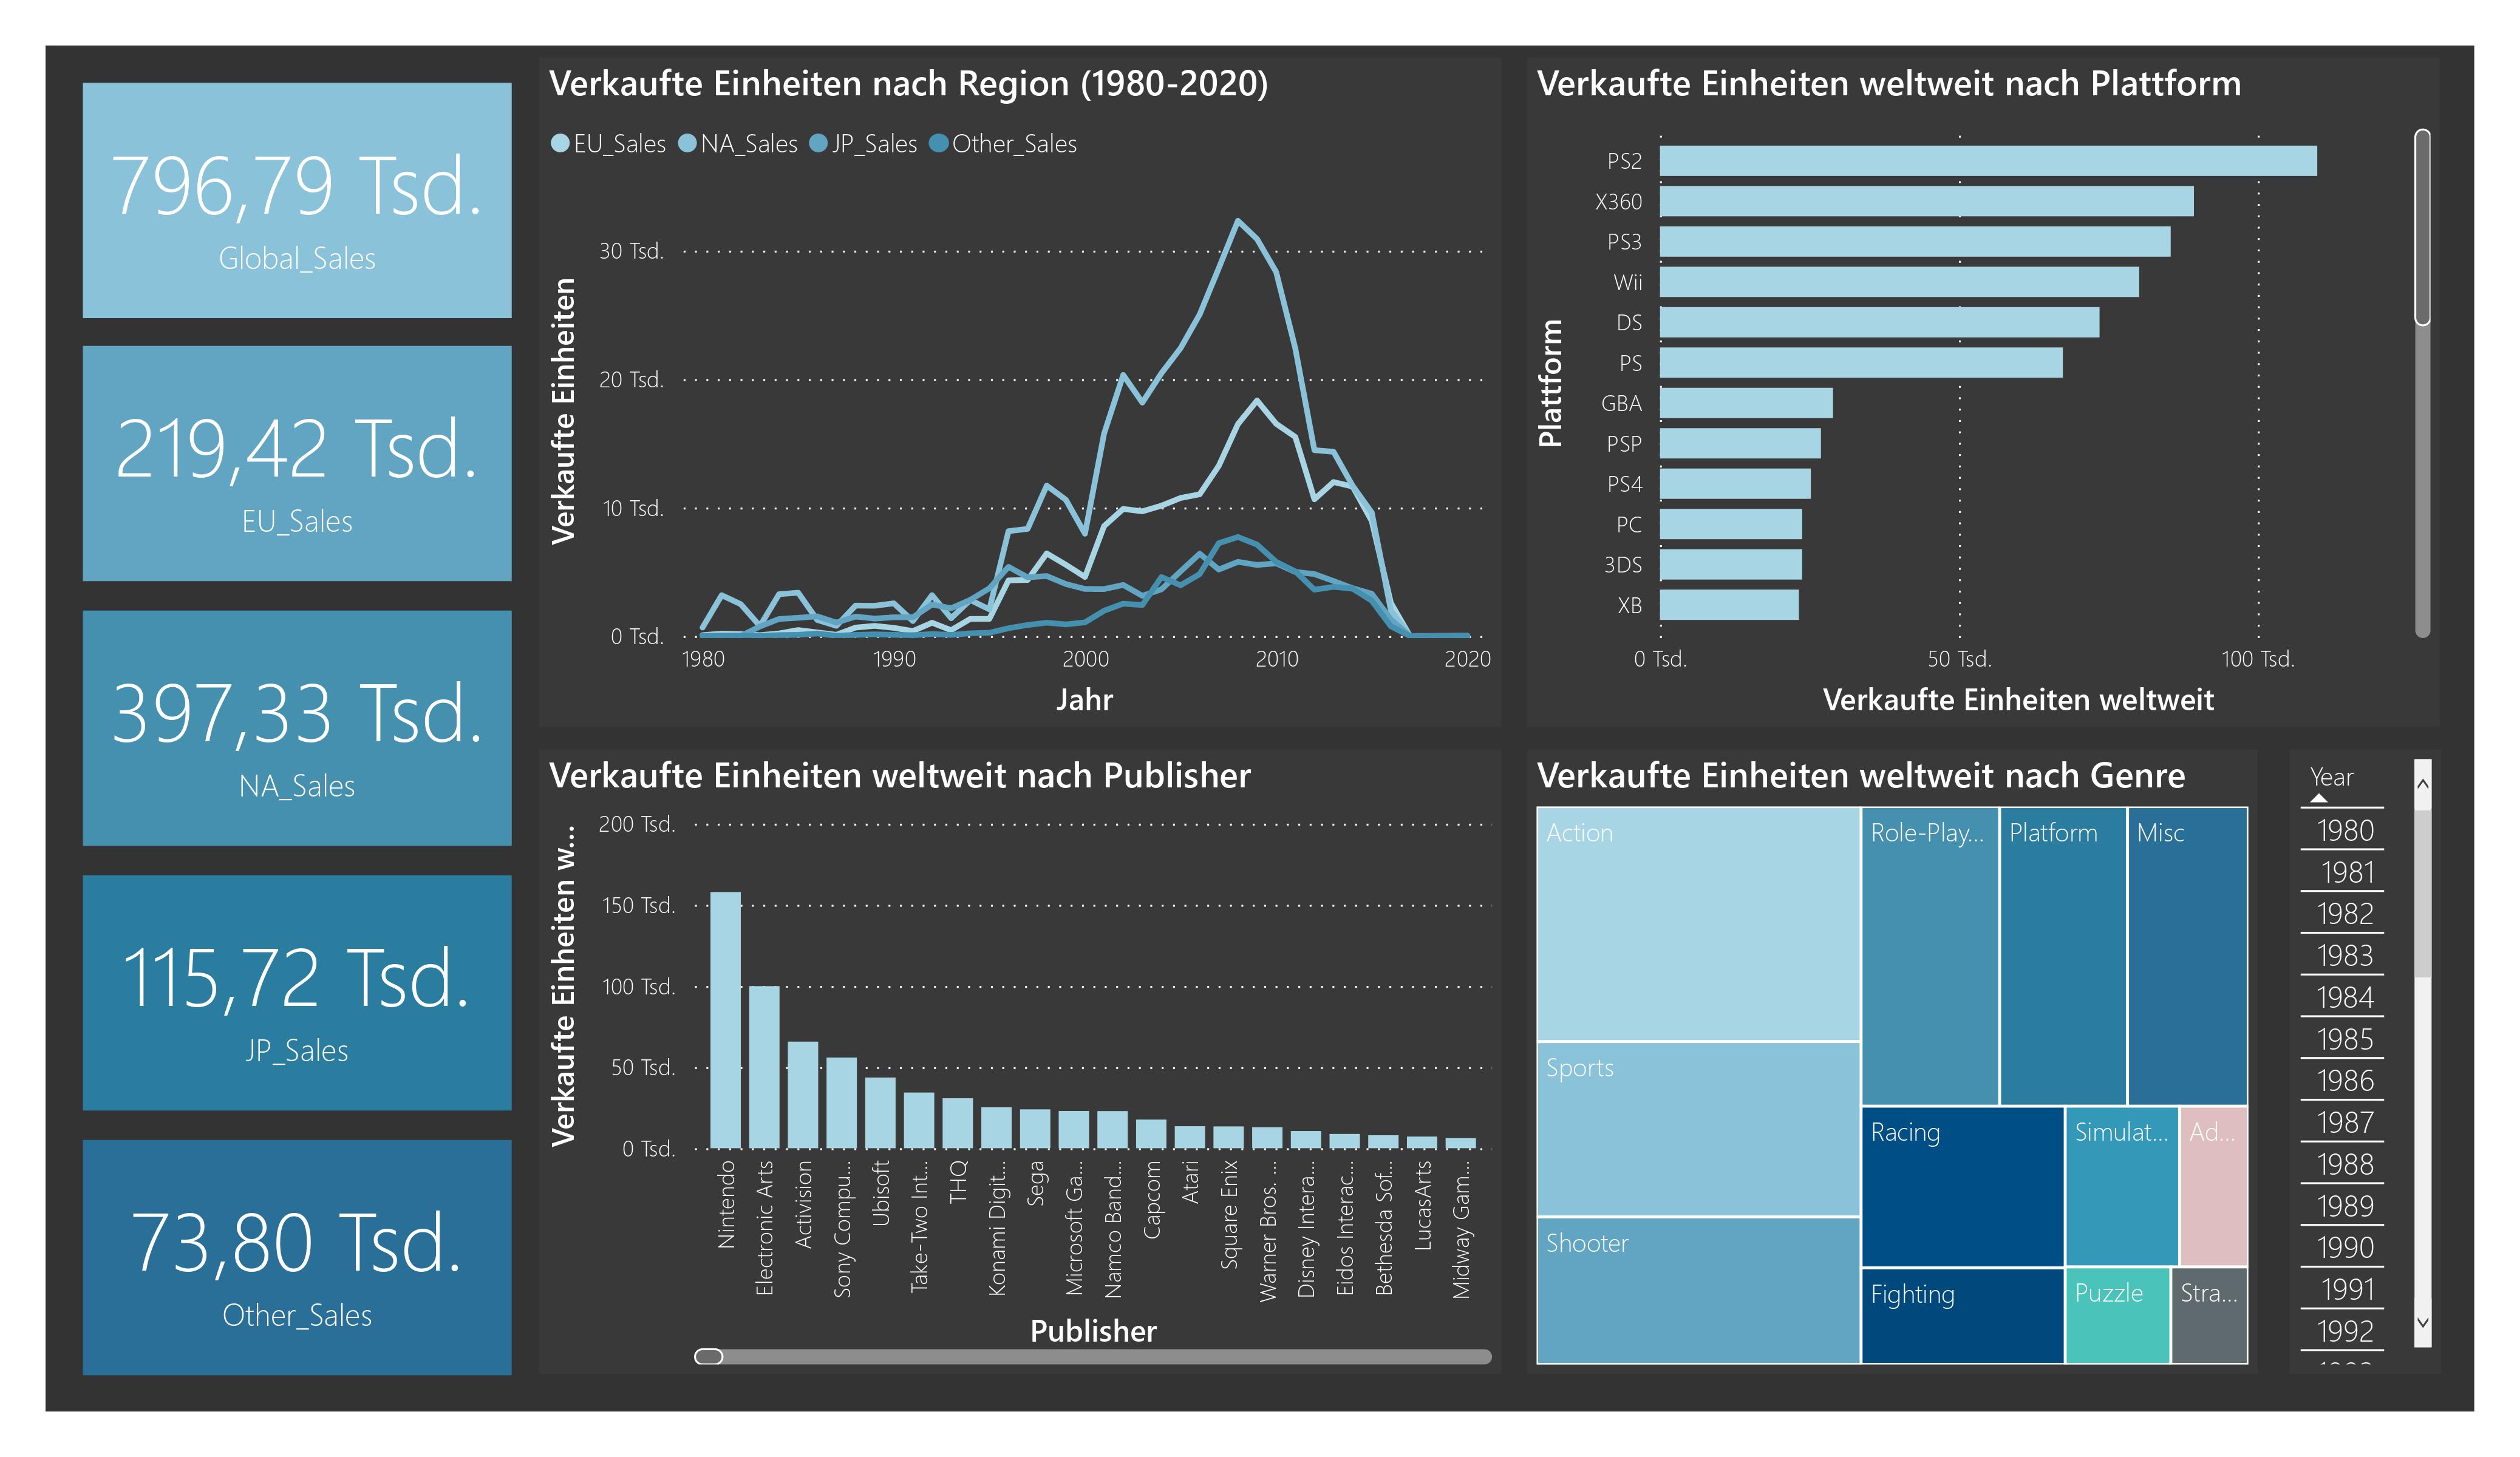 796,79 Tsd.
Global_Sales
219,42 Tsd.
EU_Sales
397,33 Tsd.
NA_Sales
115,72 Tsd.
JP_Sales
73,80 Tsd.
Other_Sales
Verkaufte Einheiten nach Region (1980-2020)
EU_Sales NA_Sales JP_Sales Other_Sales
Verkaufte Einheiten
30 Tsd.
20 Tsd.
10 Tsd.
0 Tsd.
1980 1990 2000 2010 2020
Jahr
Verkaufte Einheiten weltweit nach Plattform
Plattform
PS2
X360
PS3
Wii
DS
PS
GBA
PSP
PS4
PC
3DS
XB
0 Tsd. 50 Tsd. 100 Tsd.
Verkaufte Einheiten weltweit
Verkaufte Einheiten weltweit nach Publisher
Verkaufte Einheiten w...
200 Tsd.
150 Tsd.
100 Tsd.
50 Tsd.
0 Tsd.
Nintendo
Electronic Arts
Activision
Sony Compu...
Ubisoft
Take-Two Int...
THQ
Konami Digit...
Sega
Microsoft Ga...
Namco Band...
Capcom
Atari
Square Enix
Warner Bros. ...
Disney Intera...
Eidos Interac...
Bethesda Sof...
LucasArts
Midway Gam...
Publisher
Verkaufte Einheiten weltweit nach Genre
Action
Sports
Shooter
Role-Play...
Platform
Misc
Racing
Fighting
Simulat...
Ad...
Puzzle
Stra...
Year
1980
1981
1982
1983
1984
1985
1986
1987
1988
1989
1990
1991
1992